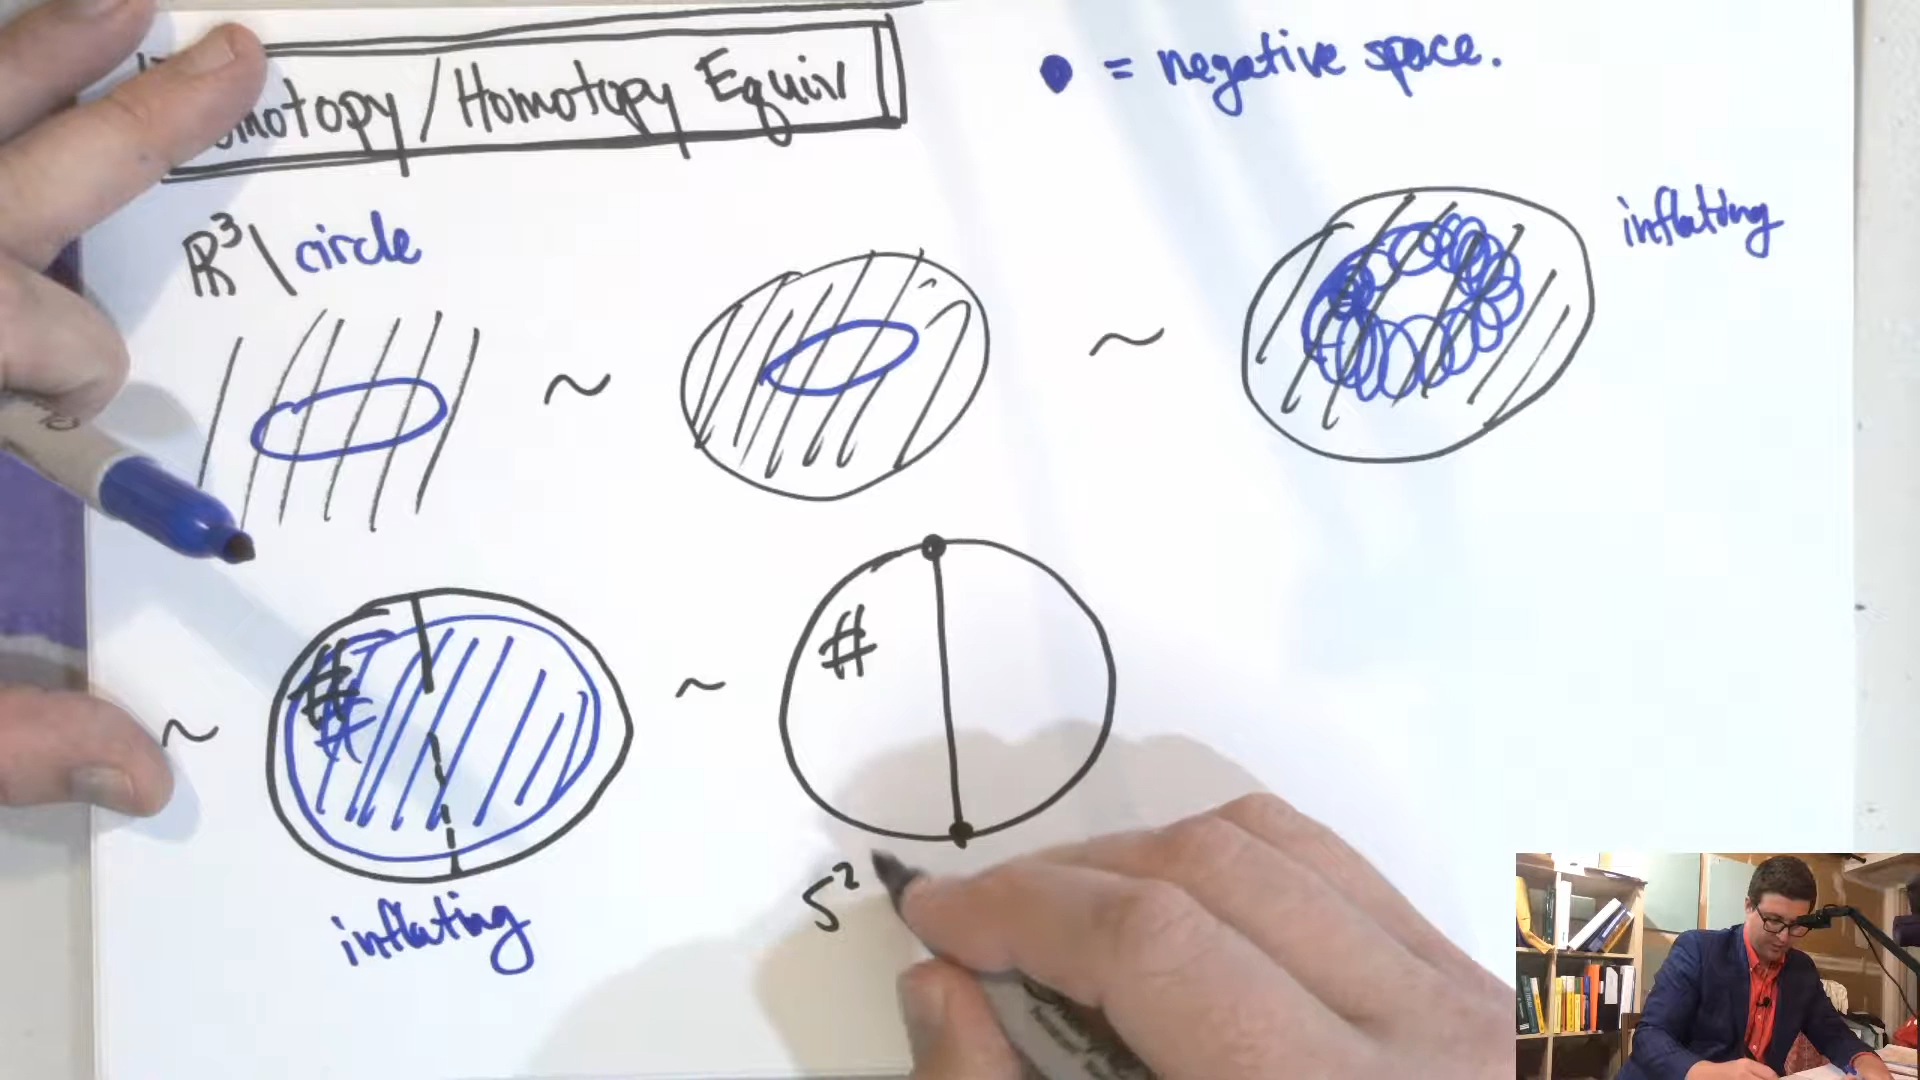 Homotopy / Homotopy Equiv
● = negative space.
ℝ³ \ circle
~
~
inflating
~
#
#
~
#
inflating
S²